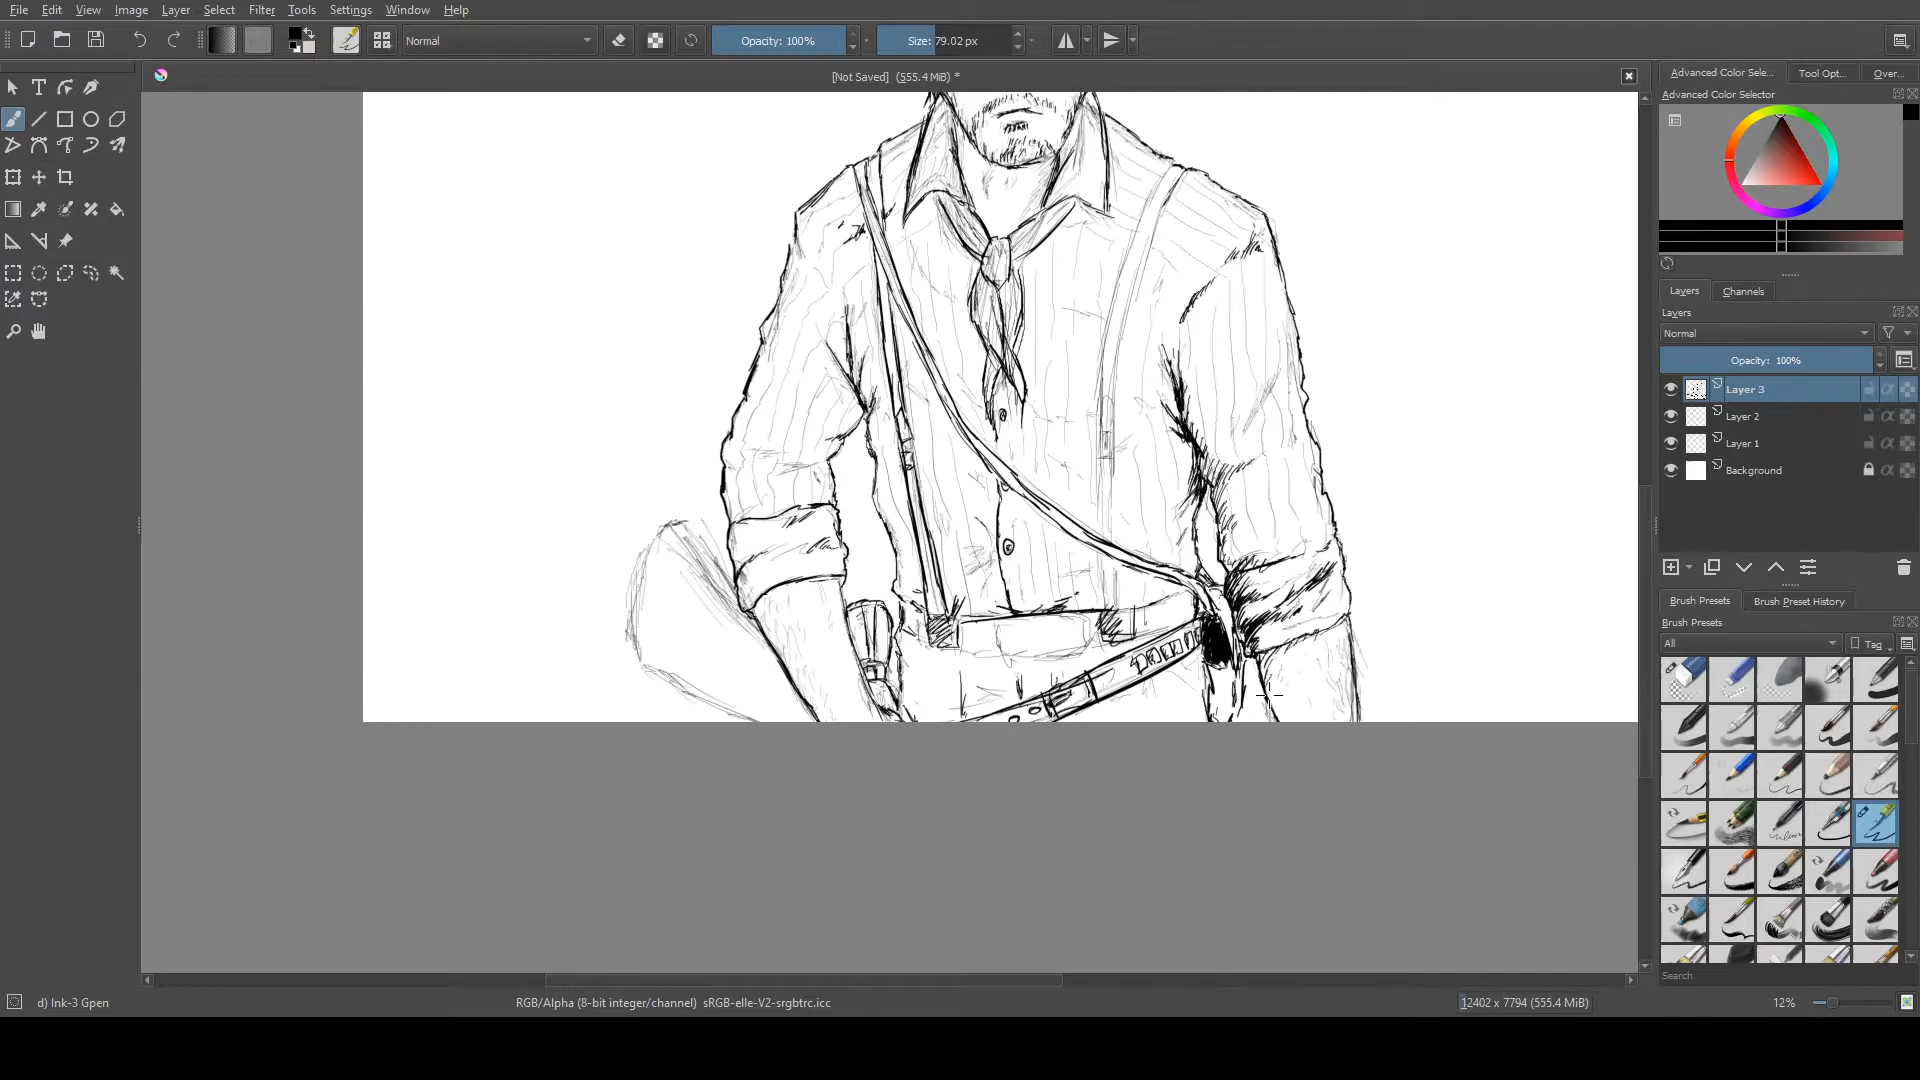 File Edit View Image Layer Select Filter Tools Settings Window Help
Normal
Opacity: 100%
Size: 79.02 px
[Not Saved] (555.4 MiB) *
Advanced Color Sele...
Tool Opt...
Over...
Advanced Color Selector
Layers
Channels
Layers
Normal
Opacity: 100%
Layer 3
Layer 2
Layer 1
Background
Brush Presets
Brush Preset History
Brush Presets
All
Tag
Search
d) Ink-3 Gpen
RGB/Alpha (8-bit integer/channel) sRGB-elle-V2-srgbtrc.icc
12402 x 7794 (555.4 MiB)
12%